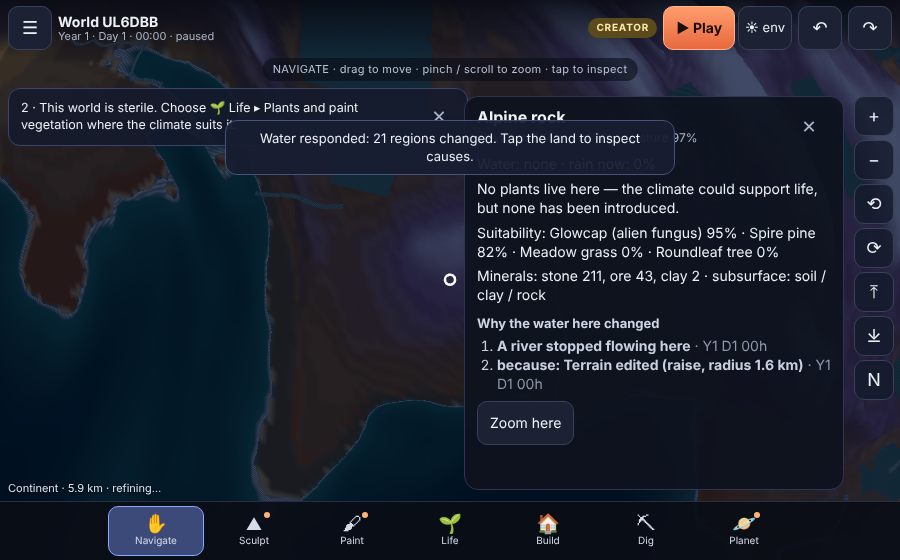 World UL6DBB
Year 1 · Day 1 · 00:00 · paused
CREATOR
▶ Play
☀ env
NAVIGATE · drag to move · pinch / scroll to zoom · tap to inspect
2 · This world is sterile. Choose 🌱 Life ▸ Plants and paint
vegetation where the climate suits
Water responded: 21 regions changed. Tap the land to inspect
causes.
Alpine rock
97%
Water: none · rain now: 0%
No plants live here — the climate could support life,
but none has been introduced.
Suitability: Glowcap (alien fungus) 95% · Spire pine
82% · Meadow grass 0% · Roundleaf tree 0%
Minerals: stone 211, ore 43, clay 2 · subsurface: soil /
clay / rock
Why the water here changed
1. A river stopped flowing here · Y1 D1 00h
2. because: Terrain edited (raise, radius 1.6 km) · Y1
D1 00h
Zoom here
N
Continent · 5.9 km · refining…
Navigate
Sculpt
Paint
Life
Build
Dig
Planet